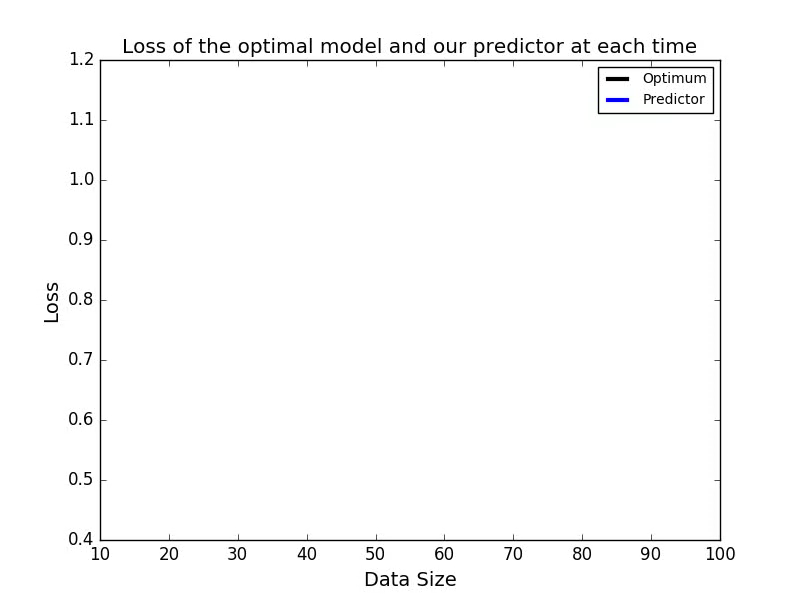 Loss of the optimal model and our predictor at each time
Optimum
Predictor
1.2
1.1
1.0
0.9
0.8
0.7
0.6
0.5
0.4
Loss
10 20 30 40 50 60 70 80 90 100
Data Size